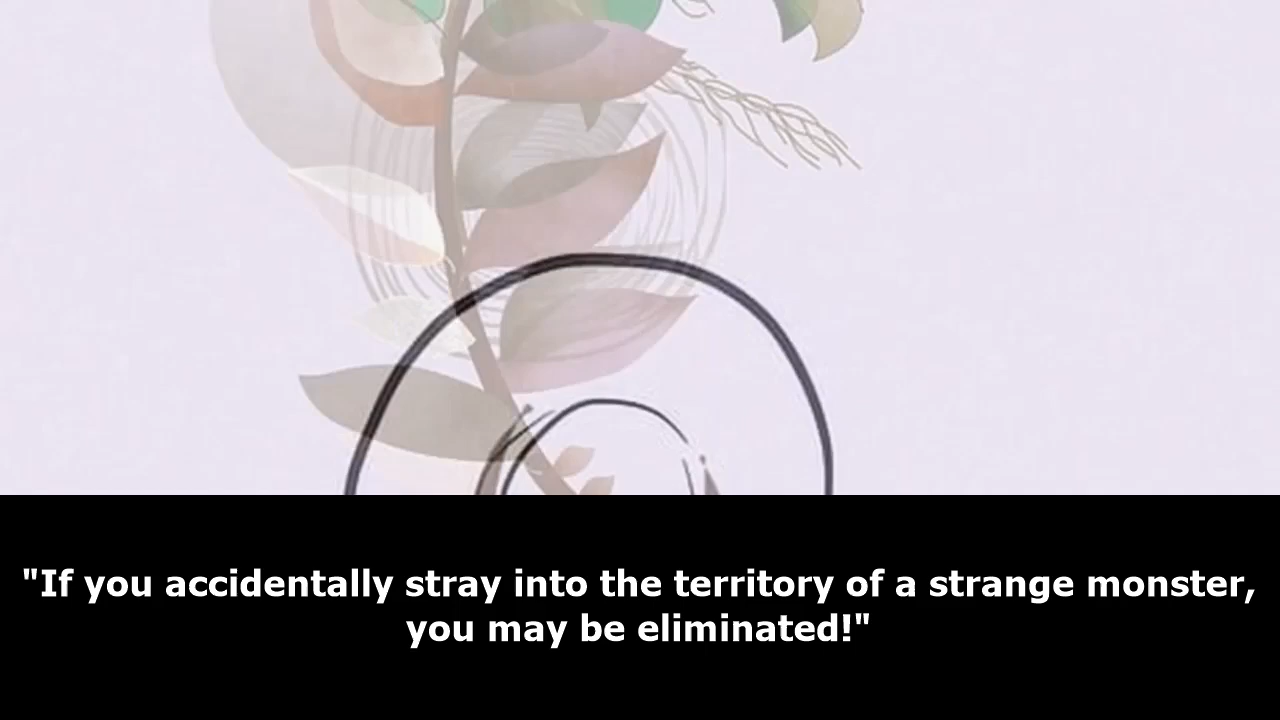 "If you accidentally stray into the territory of a strange monster,
you may be eliminated!"